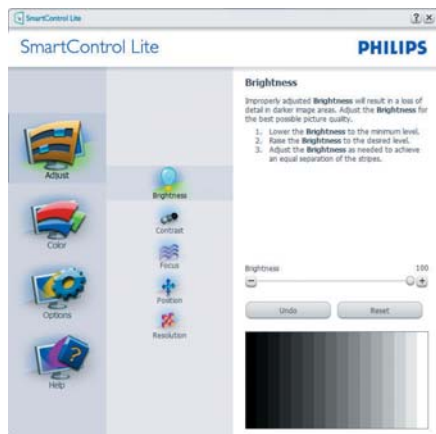 SmartControl Lite
SmartControl Lite
PHILIPS
Adjust
Color
Options
Help
Brightness
Contrast
Focus
Position
Resolution
Brightness
Improperly adjusted Brightness will result in a loss of
detail in darker image areas. Adjust the Brightness for
the best possible picture quality.
1. Lower the Brightness to the minimum level.
2. Raise the Brightness to the desired level.
3. Adjust the Brightness as needed to achieve
an equal separation of the stripes.
Brightness 100
Undo Reset